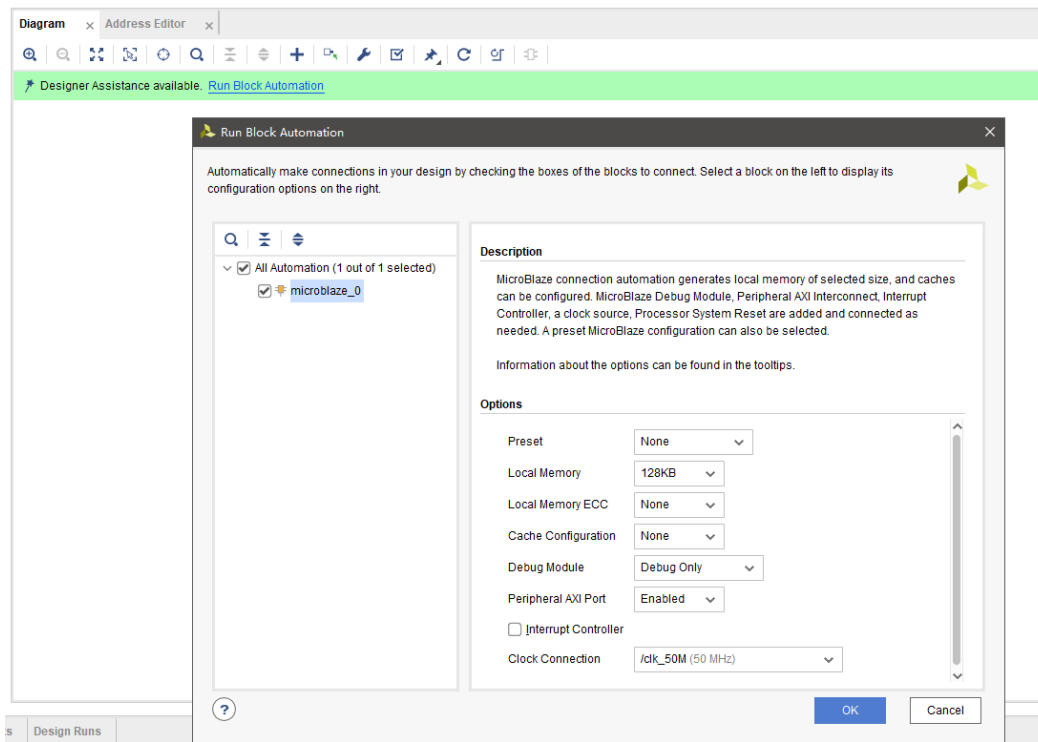 Diagram
Address Editor
Designer Assistance available. Run Block Automation
Run Block Automation
Automatically make connections in your design by checking the boxes of the blocks to connect. Select a block on the left to display its
configuration options on the right.
All Automation (1 out of 1 selected)
microblaze_0
Description
MicroBlaze connection automation generates local memory of selected size, and caches
can be configured. MicroBlaze Debug Module, Peripheral AXI Interconnect, Interrupt
Controller, a clock source, Processor System Reset are added and connected as
needed. A preset MicroBlaze configuration can also be selected.
Information about the options can be found in the tooltips.
Options
Preset None
Local Memory 128KB
Local Memory ECC None
Cache Configuration None
Debug Module Debug Only
Peripheral AXI Port Enabled
Interrupt Controller
Clock Connection /clk_50M (50 MHz)
?
OK
Cancel
Design Runs